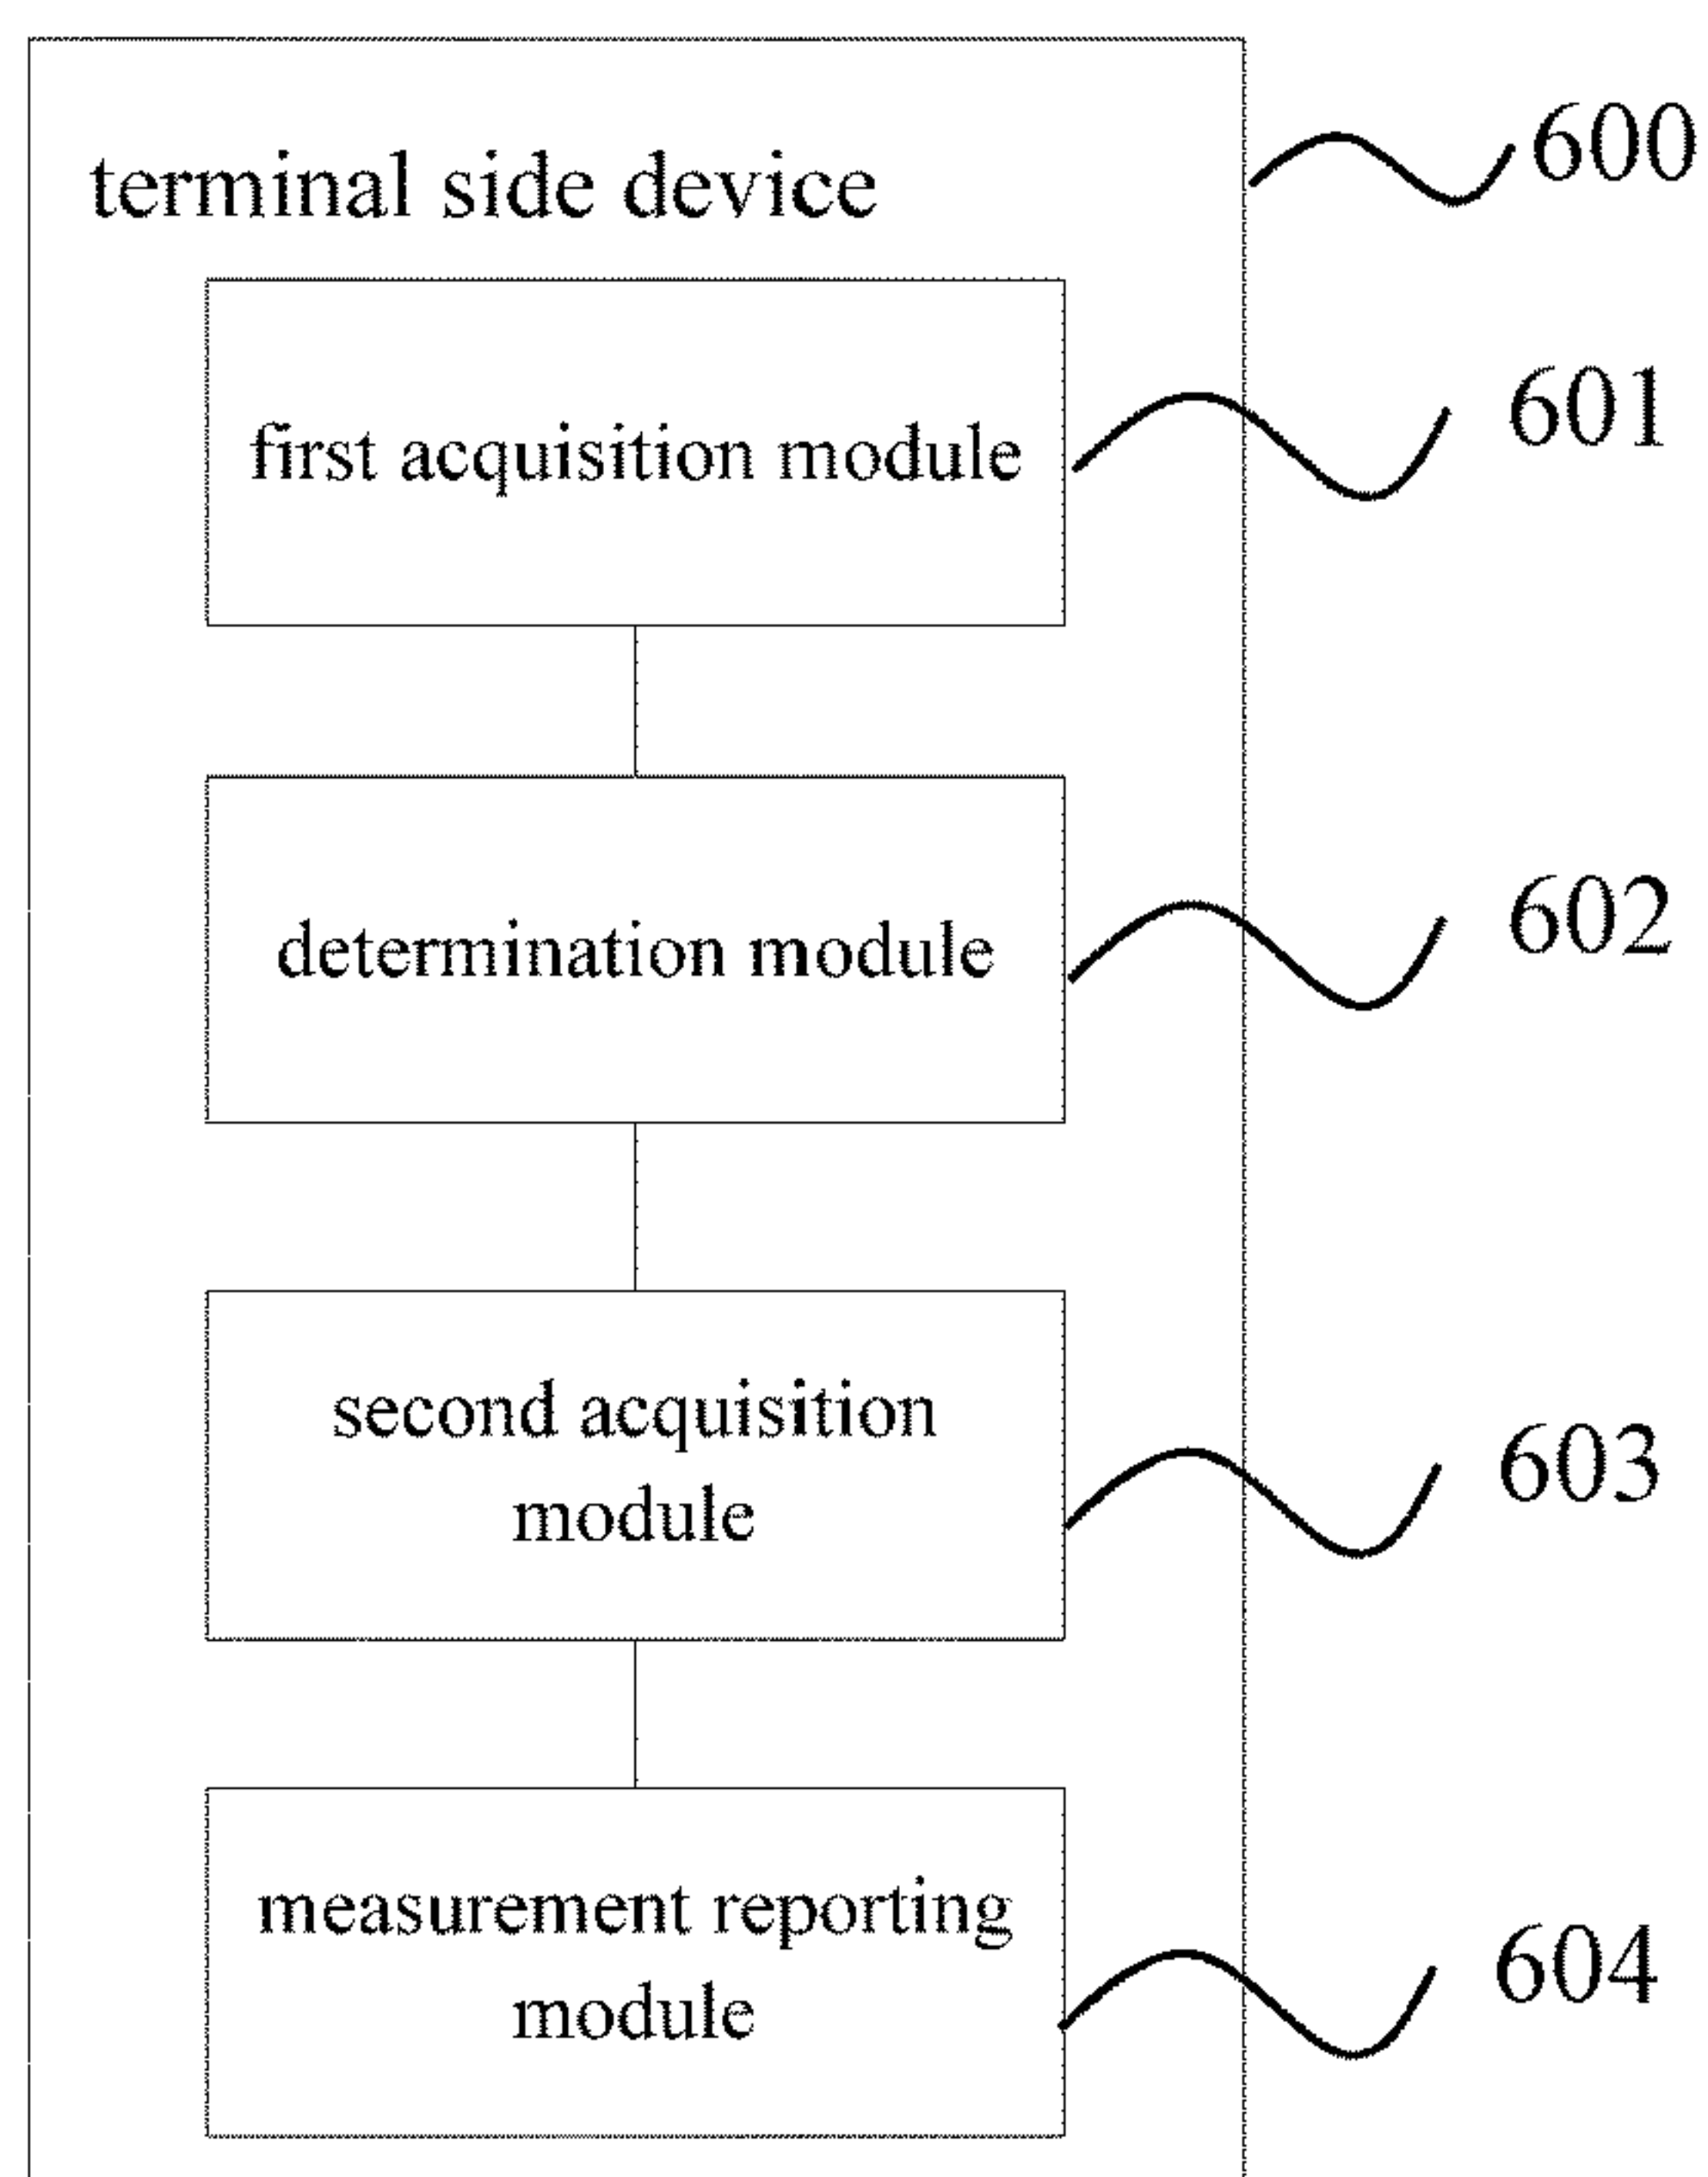 600
terminal side device
first acquisition module
601
determination module
602
second acquisition
module
603
measurement reporting
module
604